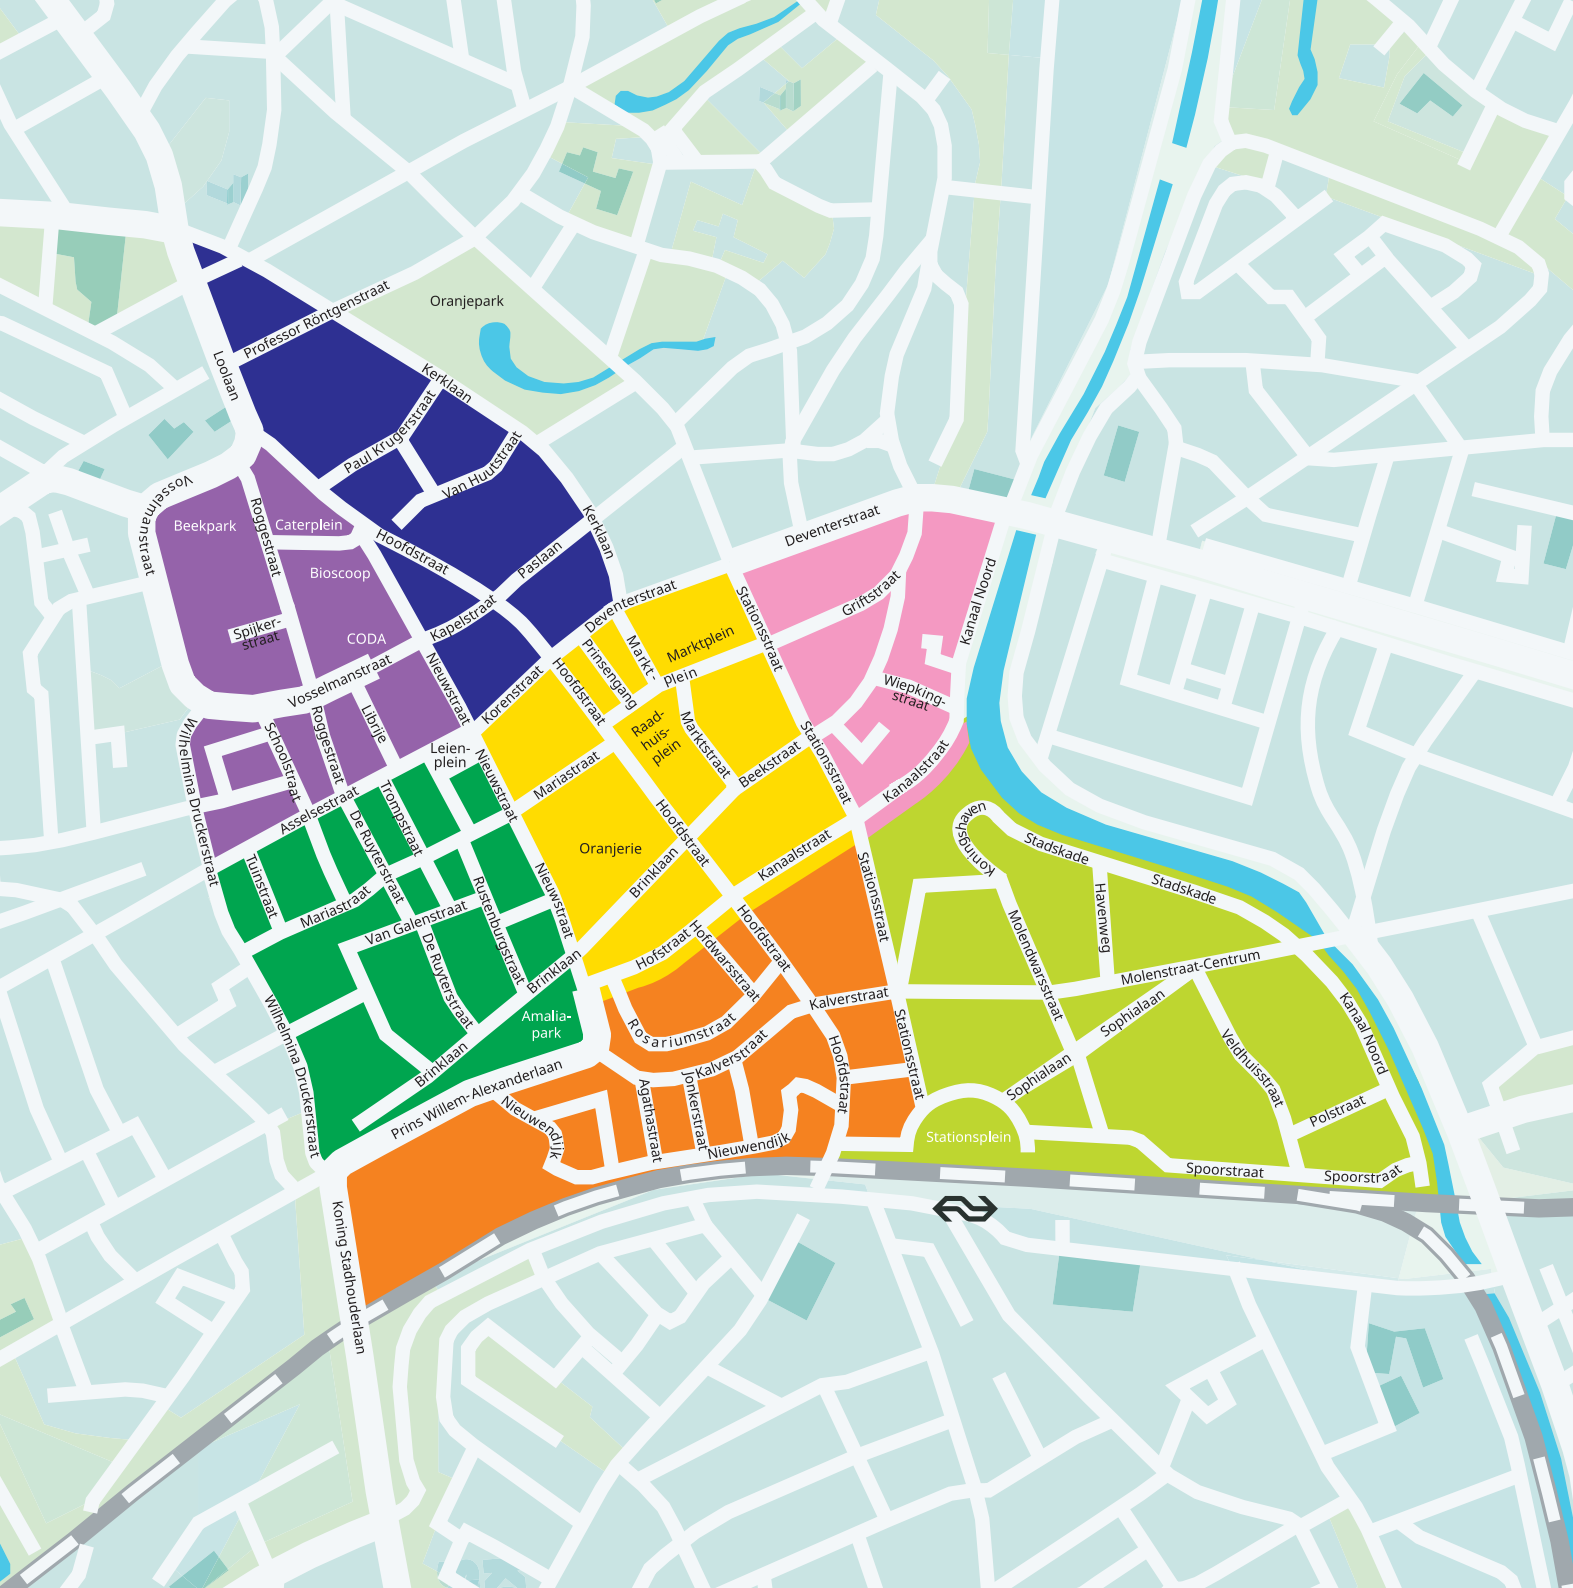 Oranjepark
Professor Röntgenstraat
Loolaan
Kerklaan
Paul Krugerstraat
Van Huutstraat
Vosselmanstraat
Roggestraat
Beekpark
Caterplein
Hoofdstraat
Kerklaan
Deventerstraat
Paslaan
Bioscoop
Kanaal Noord
Griftstraat
Stationsstraat
Kapelstraat
Deventerstraat
Spijker-
straat
CODA
Marktplein
Markt-
Plein
Prinsengang
Vosselmanstraat
Nieuwstraat
Korenstraat
Hoofdstraat
Wiepking-
straat
Wilhelmina Druckerstraat
Schoolstraat
Roggestraat
Librije
Raad-
huis-
plein
Marktstraat
Stationsstraat
Leien-
plein
Nieuwstraat
Mariastraat
Beekstraat
Kanaalstraat
Asselsestraat
Trompstraat
De Ruyterstraat
Hoofdstraat
Oranjerie
Koningshaven
Stadskade
Stadskade
Kanaalstraat
Brinklaan
Tuinstraat
Mariastraat
Van Galenstraat
Rustenburgstraat
Nieuwstraat
Stationsstraat
Havenweg
Molendwarsstraat
Hofstraat
Hofdwarsstraat
Hoofdstraat
De Ruyterstraat
Brinklaan
Molenstraat-Centrum
Kalverstraat
Sophialaan
Kanaal Noord
Wilhelmina Druckerstraat
Amalia-
park
Rosariumstraat
Stationsstraat
Veldhuisstraat
Brinklaan
Kalverstraat
Hoofdstraat
Sophialaan
Prins Willem-Alexanderlaan
Nieuwendijk
Agathastraat
Jonkerstraat
Nieuwendijk
Polstraat
Stationsplein
Spoorstraat
Spoorstraat
Koning Stadhouderlaan